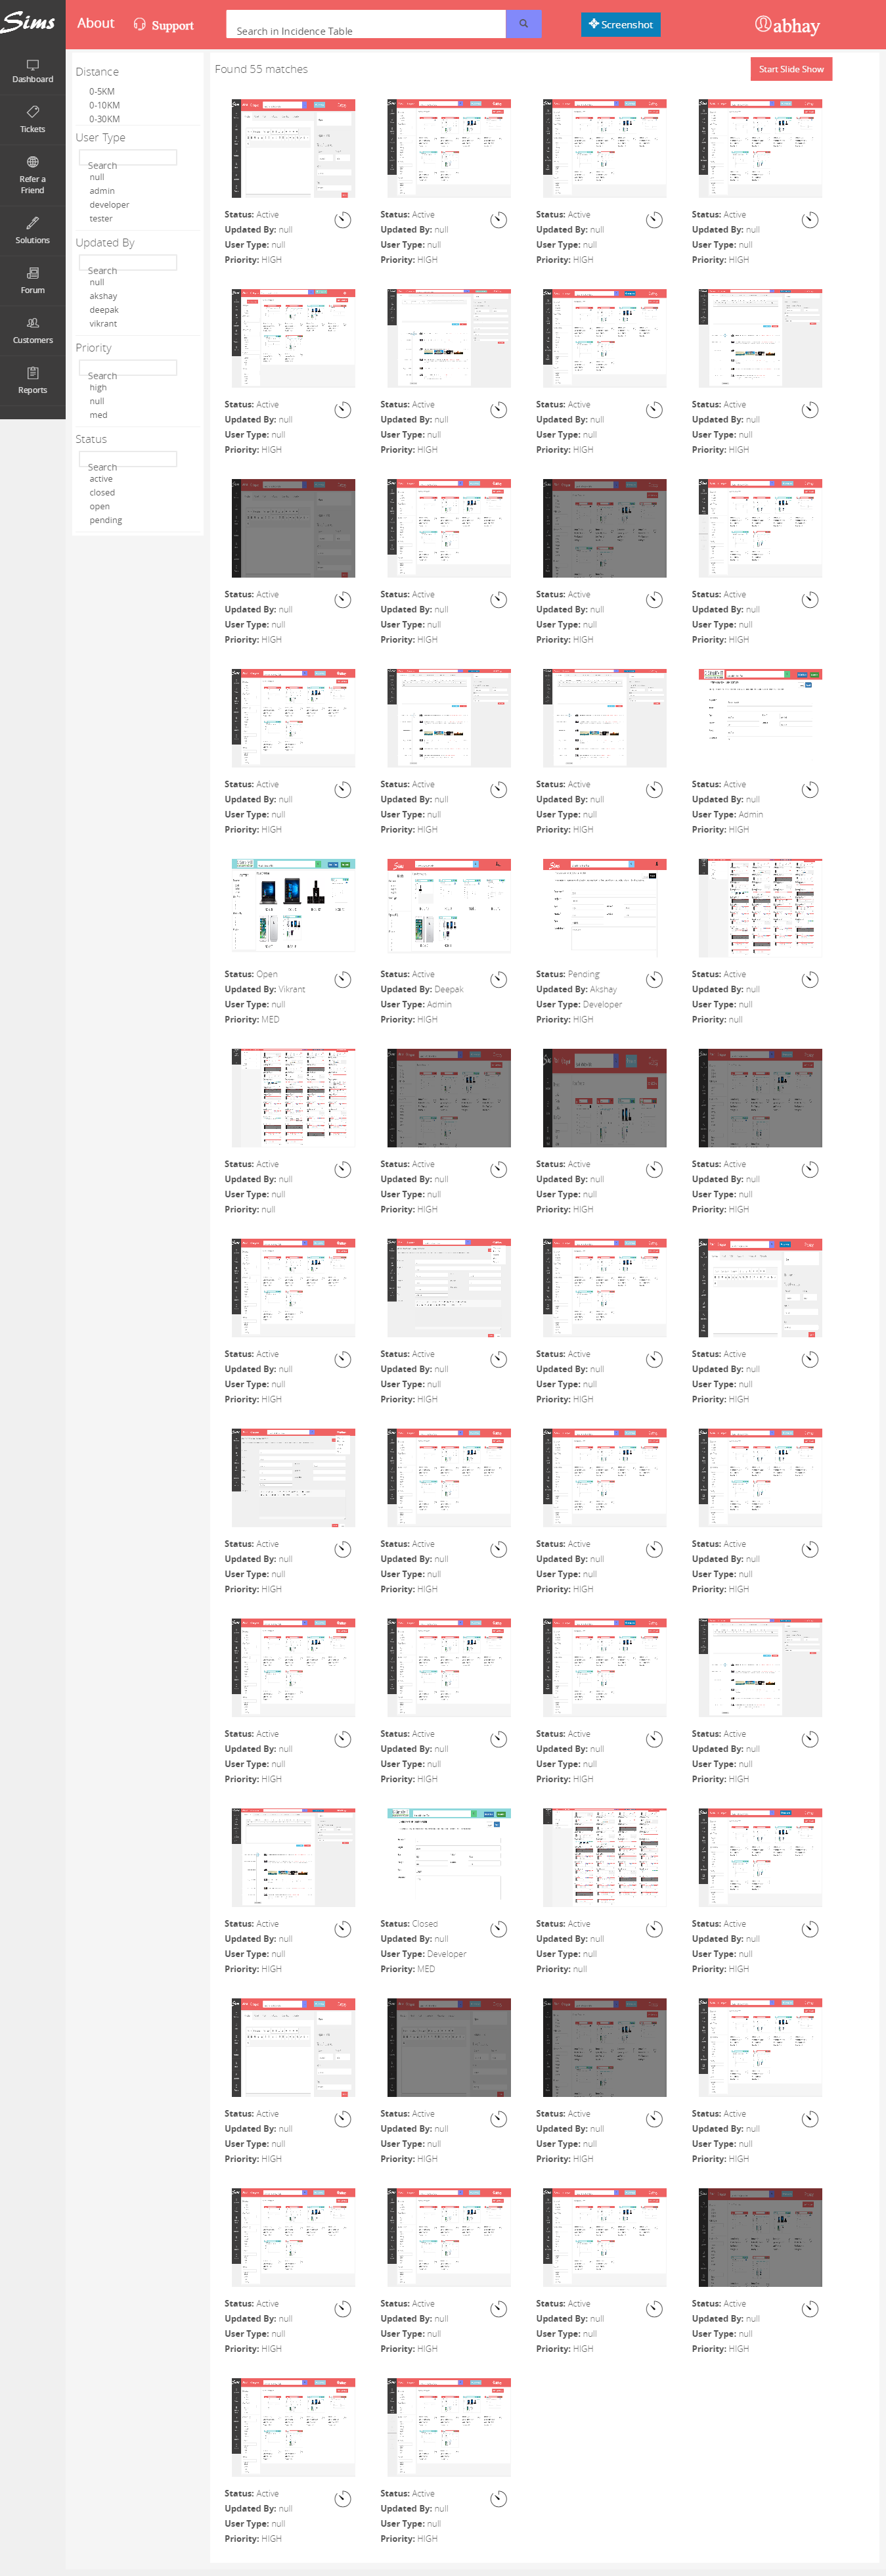 Sims
About
Support
Search in Incidence Table
Screenshot
abhay
Dashboard
Tickets
Refer a
Friend
Solutions
Forum
Customers
Reports
Distance
0-5KM
0-10KM
0-30KM
User Type
Search
null
admin
developer
tester
Updated By
Search
null
akshay
deepak
vikrant
Priority
Search
high
null
med
Status
Search
active
closed
open
pending
Found 55 matches
Start Slide Show
Status: Active Status: Active Status: Active Status: Active
Updated By: null Updated By: null Updated By: null Updated By: null
User Type: null User Type: null User Type: null User Type: null
Priority: HIGH Priority: HIGH Priority: HIGH Priority: HIGH
Status: Active Status: Active Status: Active Status: Active
Updated By: null Updated By: null Updated By: null Updated By: null
User Type: null User Type: null User Type: null User Type: null
Priority: HIGH Priority: HIGH Priority: HIGH Priority: HIGH
Status: Active Status: Active Status: Active Status: Active
Updated By: null Updated By: null Updated By: null Updated By: null
User Type: null User Type: null User Type: null User Type: null
Priority: HIGH Priority: HIGH Priority: HIGH Priority: HIGH
Status: Active Status: Active Status: Active Status: Active
Updated By: null Updated By: null Updated By: null Updated By: null
User Type: null User Type: null User Type: null User Type: Admin
Priority: HIGH Priority: HIGH Priority: HIGH Priority: HIGH
Status: Open Status: Active Status: Pending Status: Active
Updated By: Vikrant Updated By: Deepak Updated By: Akshay Updated By: null
User Type: null User Type: Admin User Type: Developer User Type: null
Priority: MED Priority: HIGH Priority: HIGH Priority: null
Status: Active Status: Active Status: Active Status: Active
Updated By: null Updated By: null Updated By: null Updated By: null
User Type: null User Type: null User Type: null User Type: null
Priority: null Priority: HIGH Priority: HIGH Priority: HIGH
Status: Active Status: Active Status: Active Status: Active
Updated By: null Updated By: null Updated By: null Updated By: null
User Type: null User Type: null User Type: null User Type: null
Priority: HIGH Priority: HIGH Priority: HIGH Priority: HIGH
Status: Active Status: Active Status: Active Status: Active
Updated By: null Updated By: null Updated By: null Updated By: null
User Type: null User Type: null User Type: null User Type: null
Priority: HIGH Priority: HIGH Priority: HIGH Priority: HIGH
Status: Active Status: Active Status: Active Status: Active
Updated By: null Updated By: null Updated By: null Updated By: null
User Type: null User Type: null User Type: null User Type: null
Priority: HIGH Priority: HIGH Priority: HIGH Priority: HIGH
Status: Active Status: Closed Status: Active Status: Active
Updated By: null Updated By: null Updated By: null Updated By: null
User Type: null User Type: Developer User Type: null User Type: null
Priority: HIGH Priority: MED Priority: null Priority: HIGH
Status: Active Status: Active Status: Active Status: Active
Updated By: null Updated By: null Updated By: null Updated By: null
User Type: null User Type: null User Type: null User Type: null
Priority: HIGH Priority: HIGH Priority: HIGH Priority: HIGH
Status: Active Status: Active Status: Active Status: Active
Updated By: null Updated By: null Updated By: null Updated By: null
User Type: null User Type: null User Type: null User Type: null
Priority: HIGH Priority: HIGH Priority: HIGH Priority: HIGH
Status: Active Status: Active
Updated By: null Updated By: null
User Type: null User Type: null
Priority: HIGH Priority: HIGH